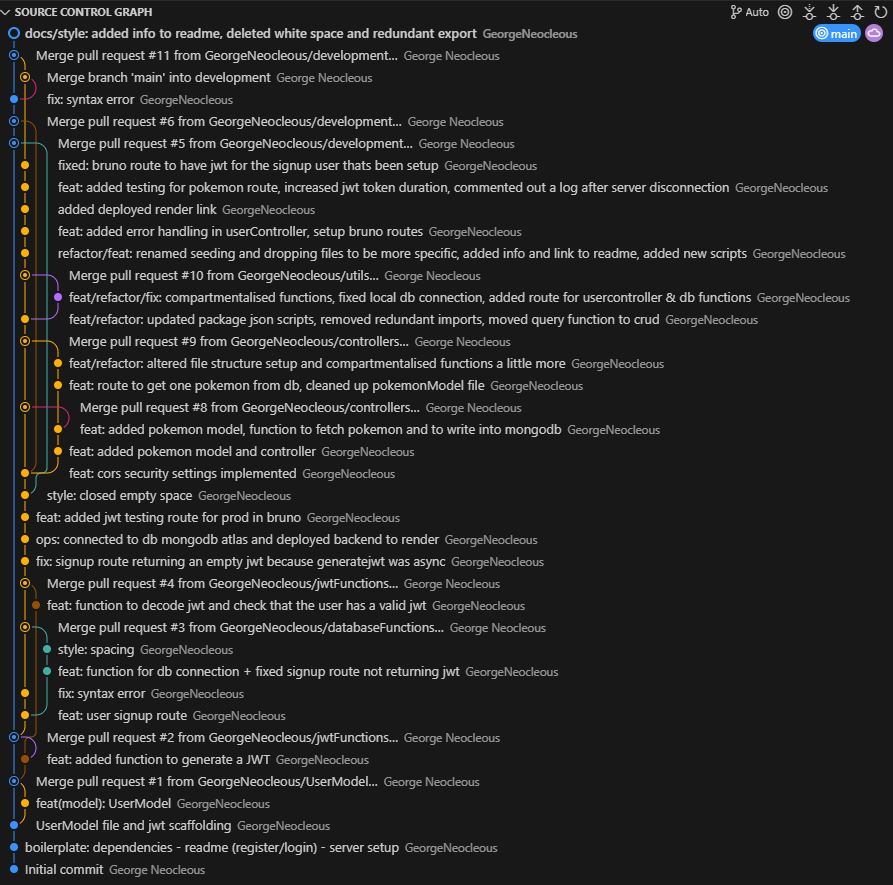 SOURCE CONTROL GRAPH Auto
docs/style: added info to readme, deleted white space and redundant export GeorgeNeocleous main
Merge pull request #11 from GeorgeNeocleous/development... George Neocleous
Merge branch 'main' into development George Neocleous
fix: syntax error GeorgeNeocleous
Merge pull request #6 from GeorgeNeocleous/development... George Neocleous
Merge pull request #5 from GeorgeNeocleous/development... George Neocleous
fixed: bruno route to have jwt for the signup user thats been setup GeorgeNeocleous
feat: added testing for pokemon route, increased jwt token duration, commented out a log after server disconnection GeorgeNeocleous
added deployed render link GeorgeNeocleous
feat: added error handling in userController, setup bruno routes GeorgeNeocleous
refactor/feat: renamed seeding and dropping files to be more specific, added info and link to readme, added new scripts GeorgeNeocleous
Merge pull request #10 from GeorgeNeocleous/utils... George Neocleous
feat/refactor/fix: compartmentalised functions, fixed local db connection, added route for usercontroller & db functions GeorgeNeocleous
feat/refactor: updated package json scripts, removed redundant imports, moved query function to crud GeorgeNeocleous
Merge pull request #9 from GeorgeNeocleous/controllers... George Neocleous
feat/refactor: altered file structure setup and compartmentalised functions a little more GeorgeNeocleous
feat: route to get one pokemon from db, cleaned up pokemonModel file GeorgeNeocleous
Merge pull request #8 from GeorgeNeocleous/controllers... George Neocleous
feat: added pokemon model, function to fetch pokemon and to write into mongodb GeorgeNeocleous
feat: added pokemon model and controller GeorgeNeocleous
feat: cors security settings implemented GeorgeNeocleous
style: closed empty space GeorgeNeocleous
feat: added jwt testing route for prod in bruno GeorgeNeocleous
ops: connected to db mongodb atlas and deployed backend to render GeorgeNeocleous
fix: signup route returning an empty jwt because generatejwt was async GeorgeNeocleous
Merge pull request #4 from GeorgeNeocleous/jwtFunctions... George Neocleous
feat: function to decode jwt and check that the user has a valid jwt GeorgeNeocleous
Merge pull request #3 from GeorgeNeocleous/databaseFunctions... George Neocleous
style: spacing GeorgeNeocleous
feat: function for db connection + fixed signup route not returning jwt GeorgeNeocleous
fix: syntax error GeorgeNeocleous
feat: user signup route GeorgeNeocleous
Merge pull request #2 from GeorgeNeocleous/jwtFunctions... George Neocleous
feat: added function to generate a JWT GeorgeNeocleous
Merge pull request #1 from GeorgeNeocleous/UserModel... George Neocleous
feat(model): UserModel GeorgeNeocleous
UserModel file and jwt scaffolding GeorgeNeocleous
boilerplate: dependencies - readme (register/login) - server setup GeorgeNeocleous
Initial commit George Neocleous